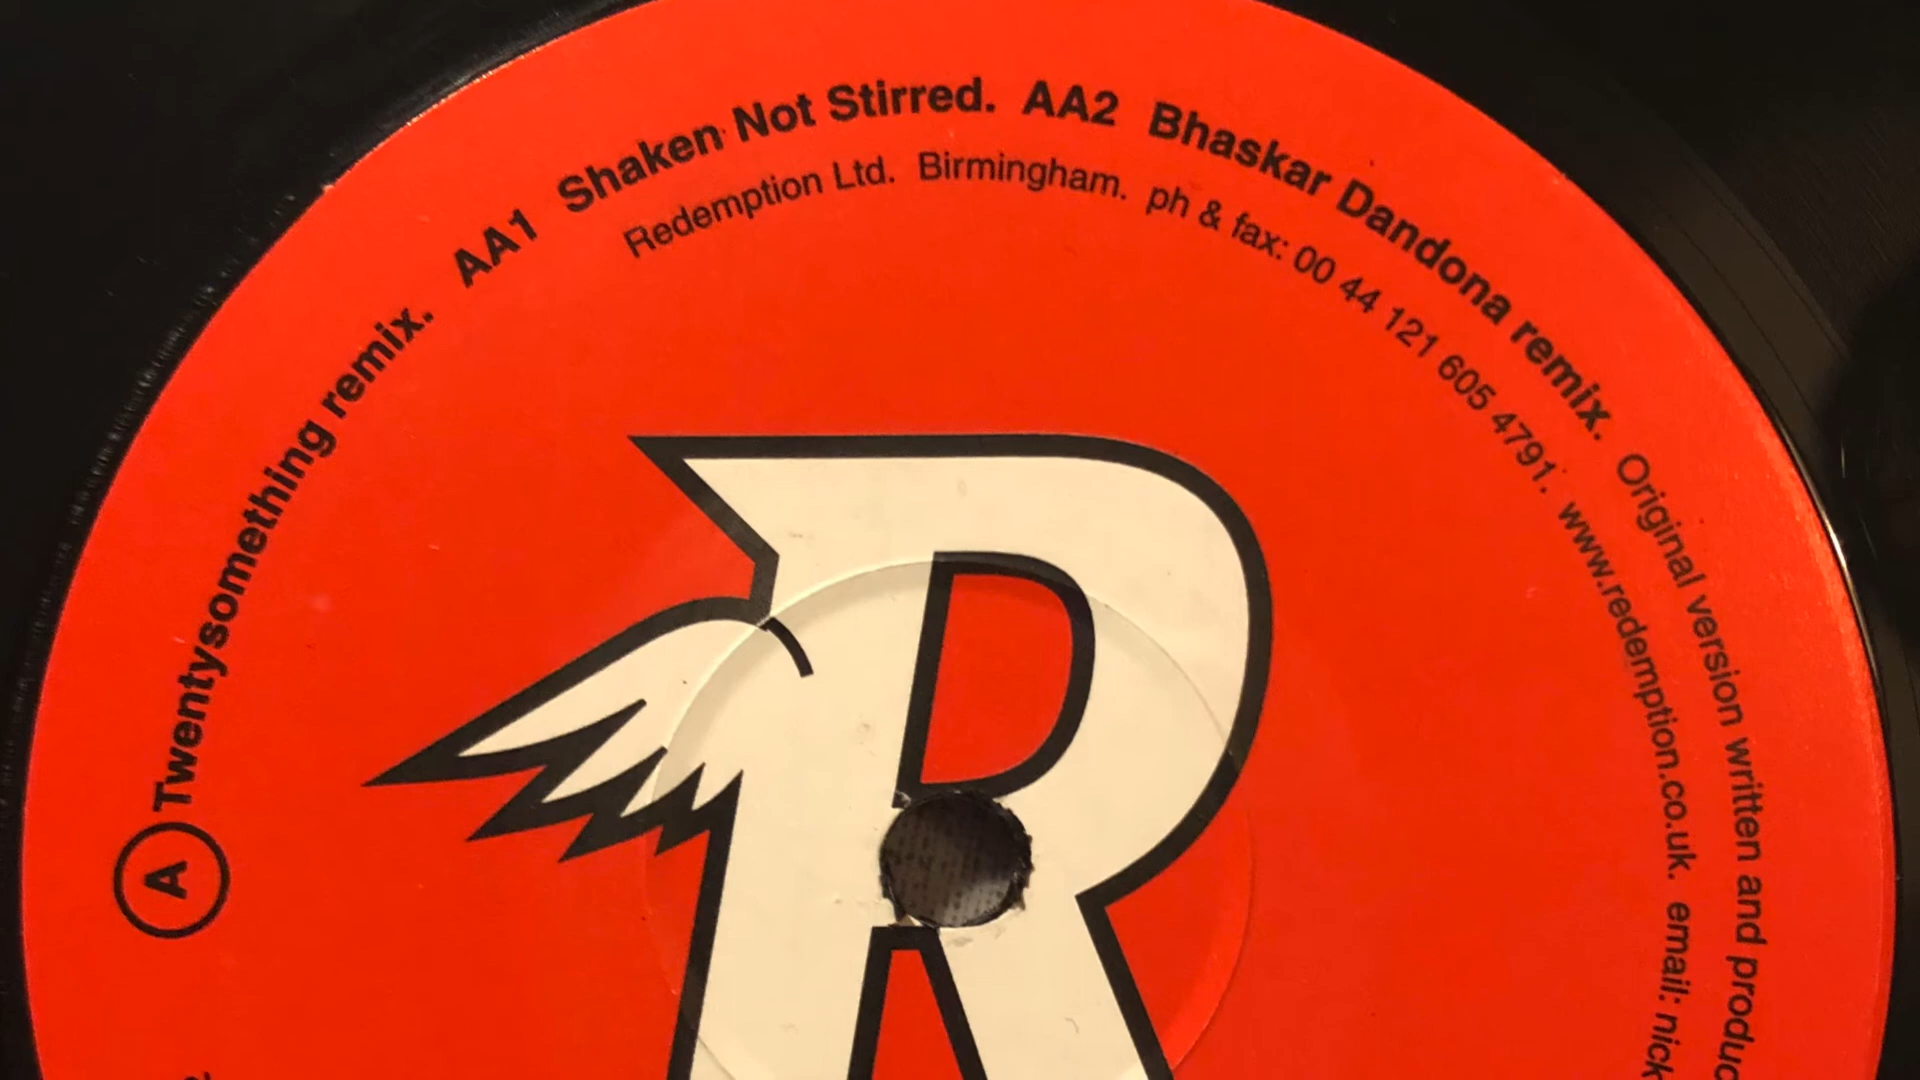 A Twentysomething remix. AA1 Shaken Not Stirred. AA2 Bhaskar Dandona remix. Original version written and produc
Redemption Ltd. Birmingham. ph & fax: 00 44 121 605 4791. www.redemption.co.uk. email: nick
R